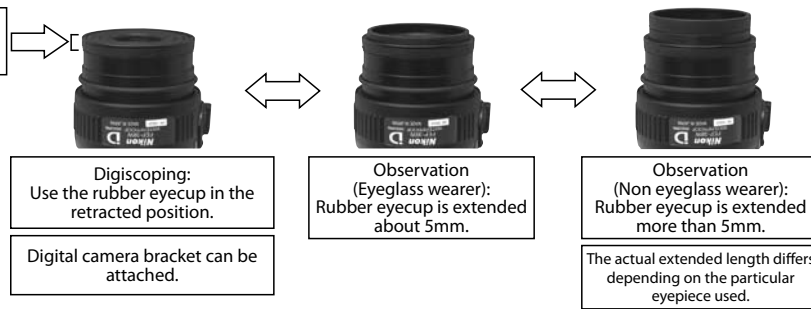 Digiscoping:
Use the rubber eyecup in the
retracted position.
Digital camera bracket can be
attached.
Observation
(Eyeglass wearer):
Rubber eyecup is extended
about 5mm.
Observation
(Non eyeglass wearer):
Rubber eyecup is extended
more than 5mm.
The actual extended length differs
depending on the particular
eyepiece used.
Nikon D
Nikon D
Nikon D